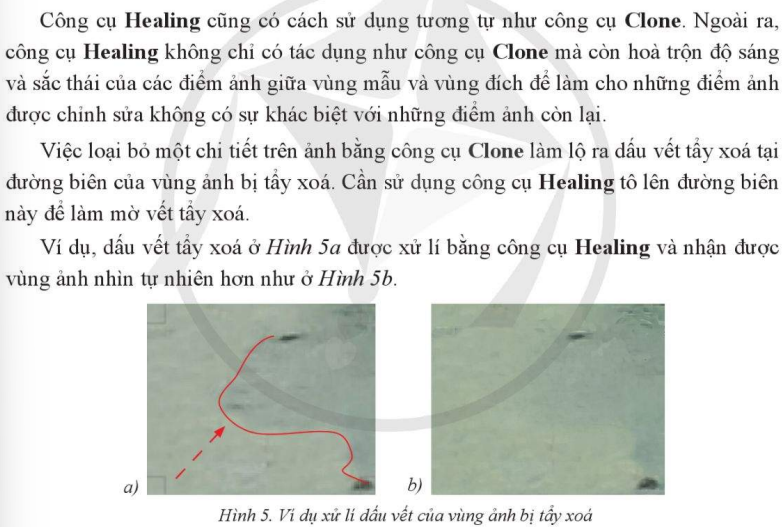 Công cụ Healing cũng có cách sử dụng tương tự như công cụ Clone. Ngoài ra,
công cụ Healing không chỉ có tác dụng như công cụ Clone mà còn hoà trộn độ sáng
và sắc thái của các điểm ảnh giữa vùng mẫu và vùng đích để làm cho những điểm ảnh
được chỉnh sửa không có sự khác biệt với những điểm ảnh còn lại.
Việc loại bỏ một chi tiết trên ảnh bằng công cụ Clone làm lộ ra dấu vết tẩy xoá tại
đường biên của vùng ảnh bị tẩy xoá. Cần sử dụng công cụ Healing tô lên đường biên
này để làm mờ vết tẩy xoá.
Ví dụ, dấu vết tẩy xoá ở Hình 5a được xử lí bằng công cụ Healing và nhận được
vùng ảnh nhìn tự nhiên hơn như ở Hình 5b.
a) b)
Hình 5. Ví dụ xử lí dấu vết của vùng ảnh bị tẩy xoá